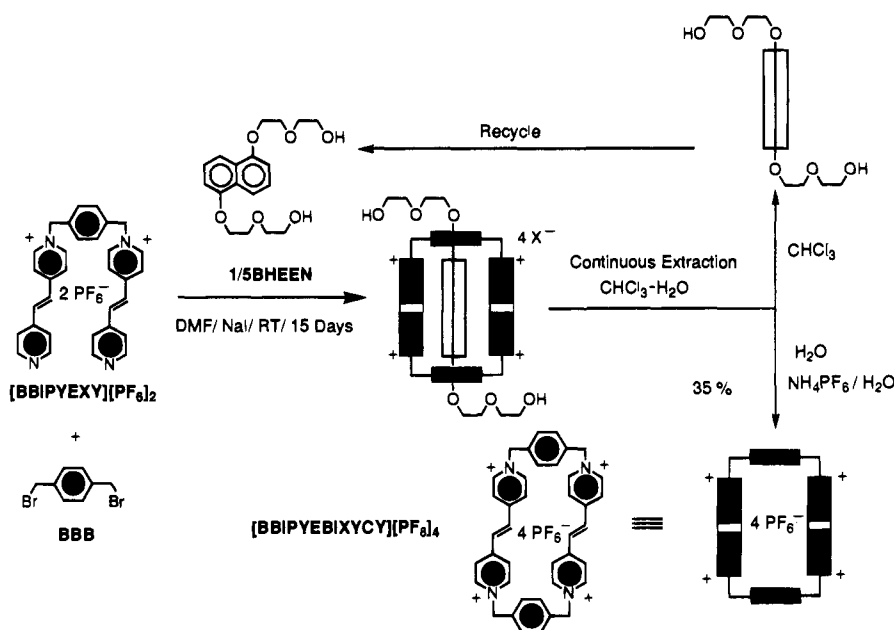 HO
O
O
Recycle
O
OH
O
O
O
OH
O
O
OH
1/5BHEEN
HO
O
O
4 X⁻
+
+
N
N
2 PF₆⁻
N
N
[BBIPYEXY][PF₆]₂
+
Br
Br
BBB
DMF/ NaI/ RT/ 15 Days
+
+
+
+
O
O
OH
Continuous Extraction
CHCl₃-H₂O
CHCl₃
H₂O
NH₄PF₆/ H₂O
35 %
[BBIPYEBIXYCY][PF₆]₄
+
+
N
N
4 PF₆⁻
N
N
+
+
≡
+
+
4 PF₆⁻
+
+